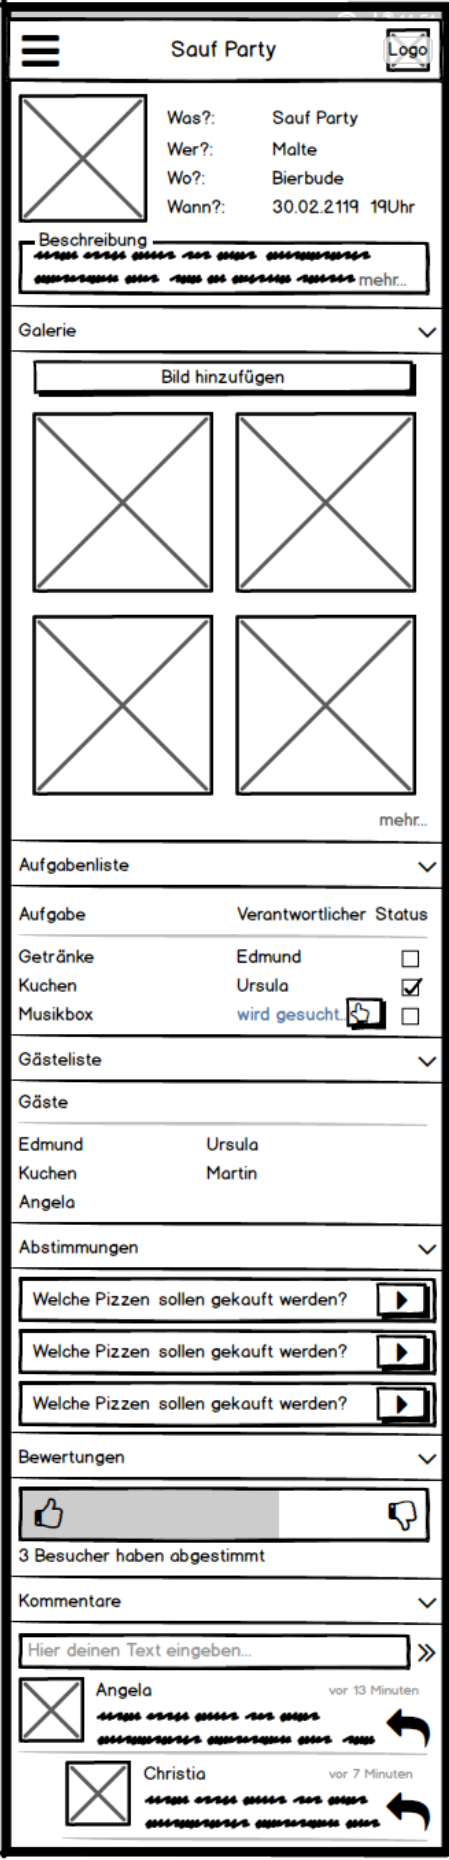 Sauf Party Logo
Was?: Sauf Party
Wer?: Malte
Wo?: Bierbude
Wann?: 30.02.2119 19Uhr
Beschreibung
mehr...
Galerie
Bild hinzufügen
mehr...
Aufgabenliste
Aufgabe Verantwortlicher Status
Getränke Edmund
Kuchen Ursula
Musikbox wird gesucht..
Gästeliste
Gäste
Edmund Ursula
Kuchen Martin
Angela
Abstimmungen
Welche Pizzen sollen gekauft werden?
Welche Pizzen sollen gekauft werden?
Welche Pizzen sollen gekauft werden?
Bewertungen
3 Besucher haben abgestimmt
Kommentare
Hier deinen Text eingeben...
Angela vor 13 Minuten
Christia vor 7 Minuten